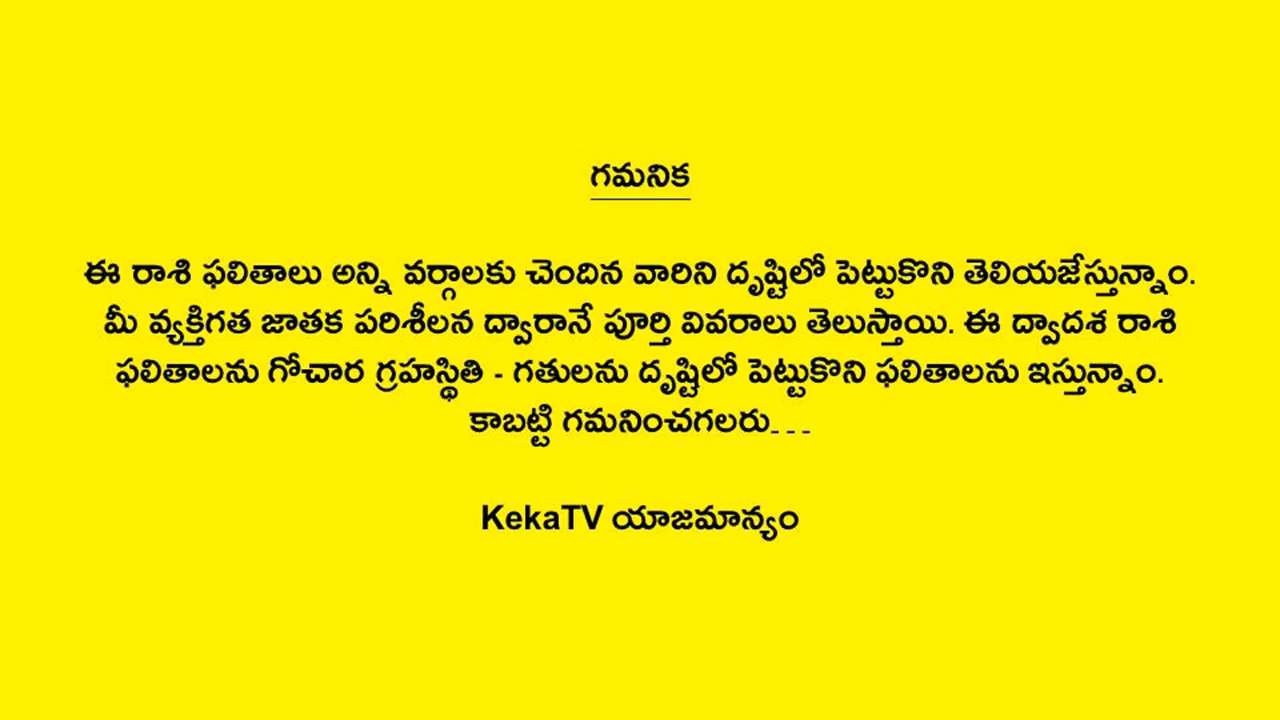 గమనిక
ఈ రాశి ఫలితాలు అన్ని వర్గాలకు చెందిన వారిని దృష్టిలో పెట్టుకొని తెలియజేస్తున్నాం.
మీ వ్యక్తిగత జాతక పరిశీలన ద్వారానే పూర్తి వివరాలు తెలుస్తాయి. ఈ ద్వాదశ రాశి
ఫలితాలను గోచార గ్రహస్థితి - గతులను దృష్టిలో పెట్టుకొని ఫలితాలను ఇస్తున్నాం.
కాబట్టి గమనించగలరు---
KekaTV యాజమాన్యం